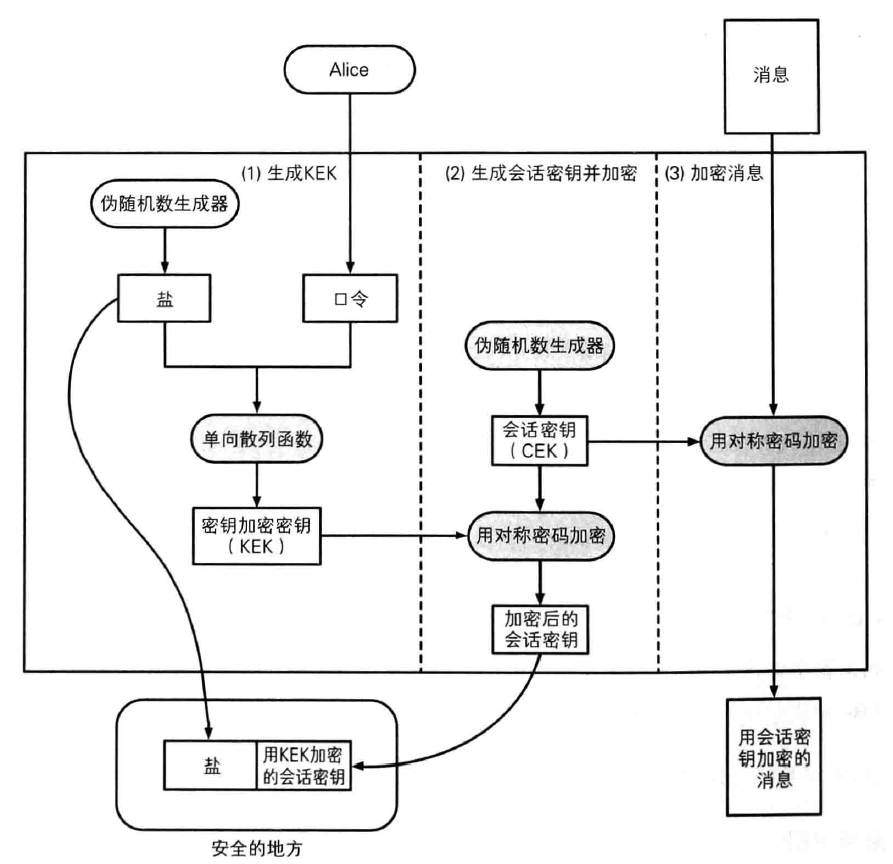 Alice
消息
(1) 生成KEK
(2) 生成会话密钥并加密
(3) 加密消息
伪随机数生成器
盐
口令
伪随机数生成器
单向散列函数
会话密钥
（CEK）
用对称密码加密
密钥加密密钥
（KEK）
用对称密码加密
加密后的
会话密钥
盐
用KEK加密
的会话密钥
用会话密
钥加密的
消息
安全的地方